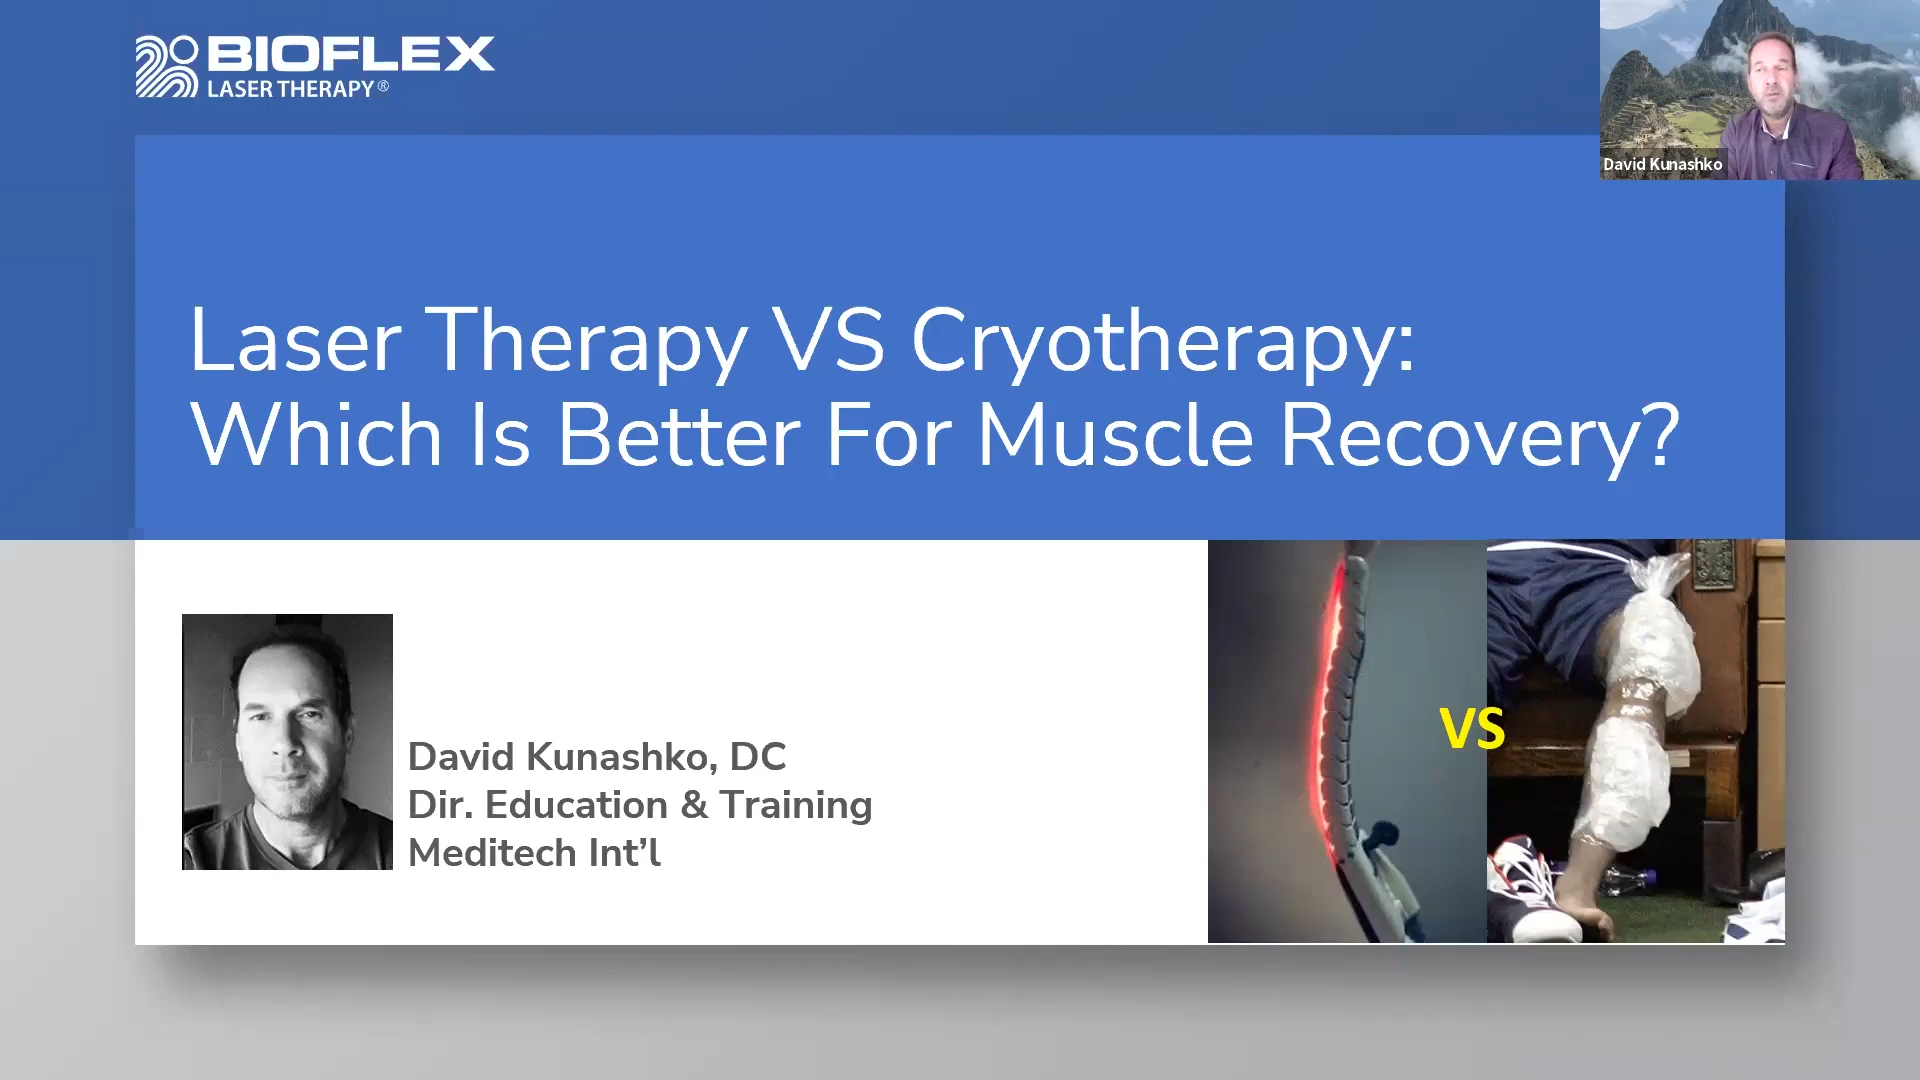 BIOFLEX
LASER THERAPY®
David Kunashko
Laser Therapy VS Cryotherapy:
Which Is Better For Muscle Recovery?
David Kunashko, DC
Dir. Education & Training
Meditech Int’l
VS